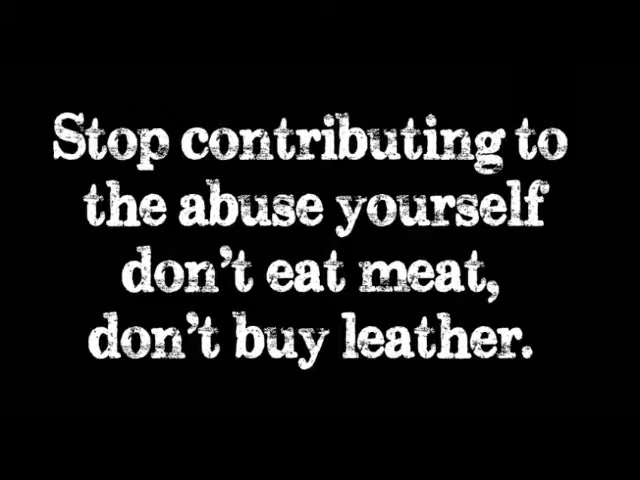 Stop contributing to
the abuse yourself
don't eat meat,
don't buy leather.